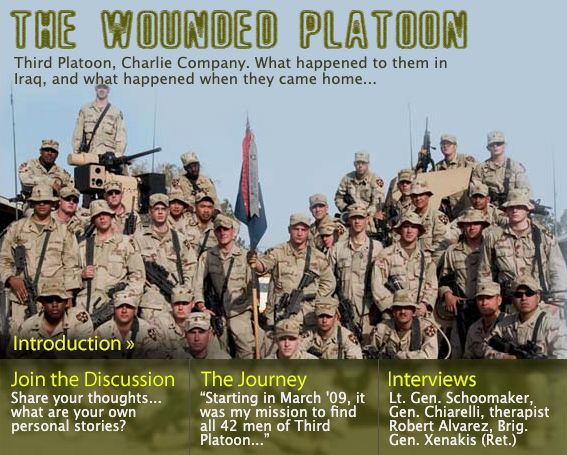 THE WOUNDED PLATOON
Third Platoon, Charlie Company. What happened to them in
Iraq, and what happened when they came home...
Introduction »
Join the Discussion
Share your thoughts...
what are your own
personal stories?
The Journey
“Starting in March '09, it
was my mission to find
all 42 men of Third
Platoon...”
Interviews
Lt. Gen. Schoomaker,
Gen. Chiarelli, therapist
Robert Alvarez, Brig.
Gen. Xenakis (Ret.)